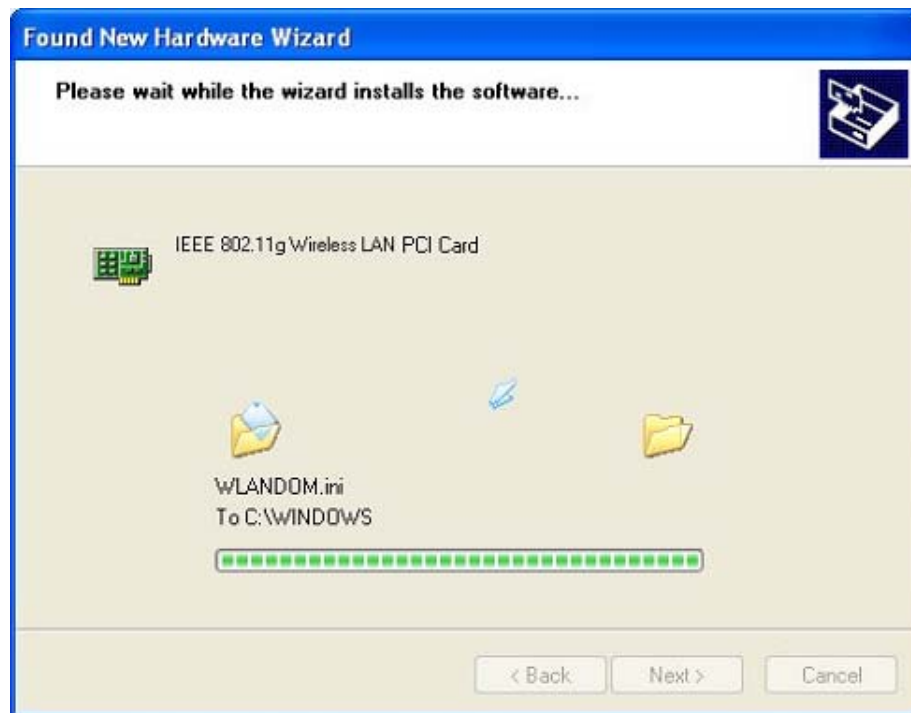 Found New Hardware Wizard
Please wait while the wizard installs the software...
IEEE 802.11g Wireless LAN PCI Card
WLANDOM.ini
To C:\WINDOWS
< Back
Next >
Cancel